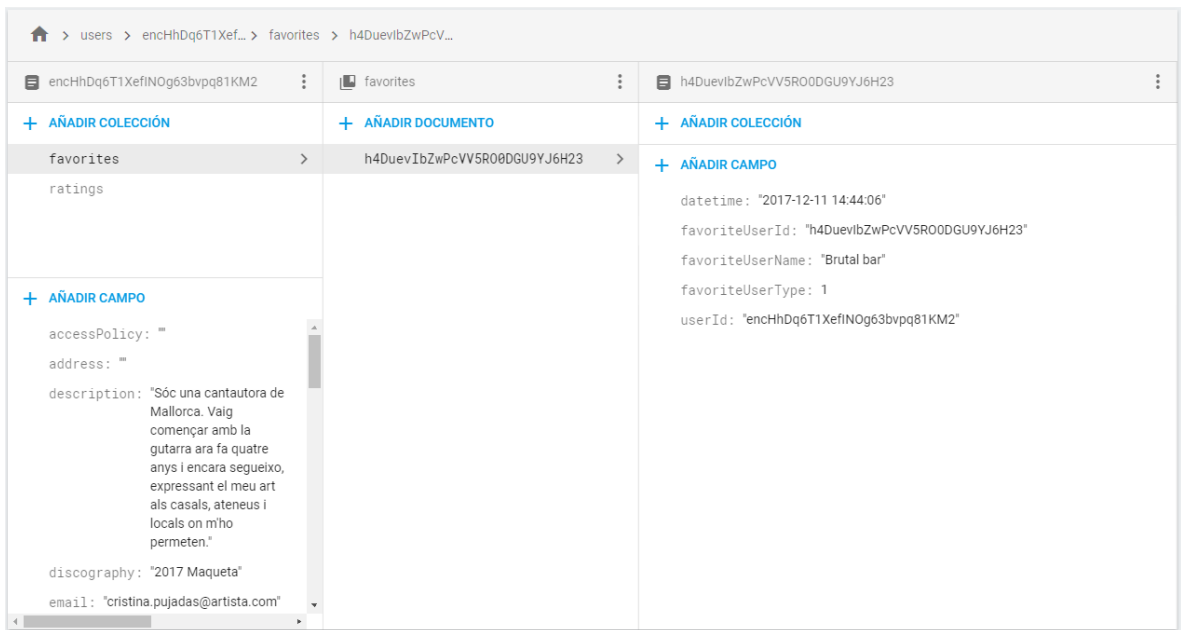 users > encHhDq6T1Xef... > favorites > h4DuevIbZwPcV...
encHhDq6T1XefINOg63bvpq81KM2
favorites
h4DuevIbZwPcVV5RO0DGU9YJ6H23
+ AÑADIR COLECCIÓN
favorites
ratings
+ AÑADIR CAMPO
accessPolicy: ""
address: ""
description: "Sóc una cantautora de
Mallorca. Vaig
començar amb la
gutarra ara fa quatre
anys i encara segueixo,
expressant el meu art
als casals, ateneus i
locals on m'ho
permeten."
discography: "2017 Maqueta"
email: "cristina.pujadas@artista.com"
+ AÑADIR DOCUMENTO
h4DuevIbZwPcVV5RO0DGU9YJ6H23
+ AÑADIR COLECCIÓN
+ AÑADIR CAMPO
datetime: "2017-12-11 14:44:06"
favoriteUserId: "h4DuevIbZwPcVV5RO0DGU9YJ6H23"
favoriteUserName: "Brutal bar"
favoriteUserType: 1
userId: "encHhDq6T1XefINOg63bvpq81KM2"